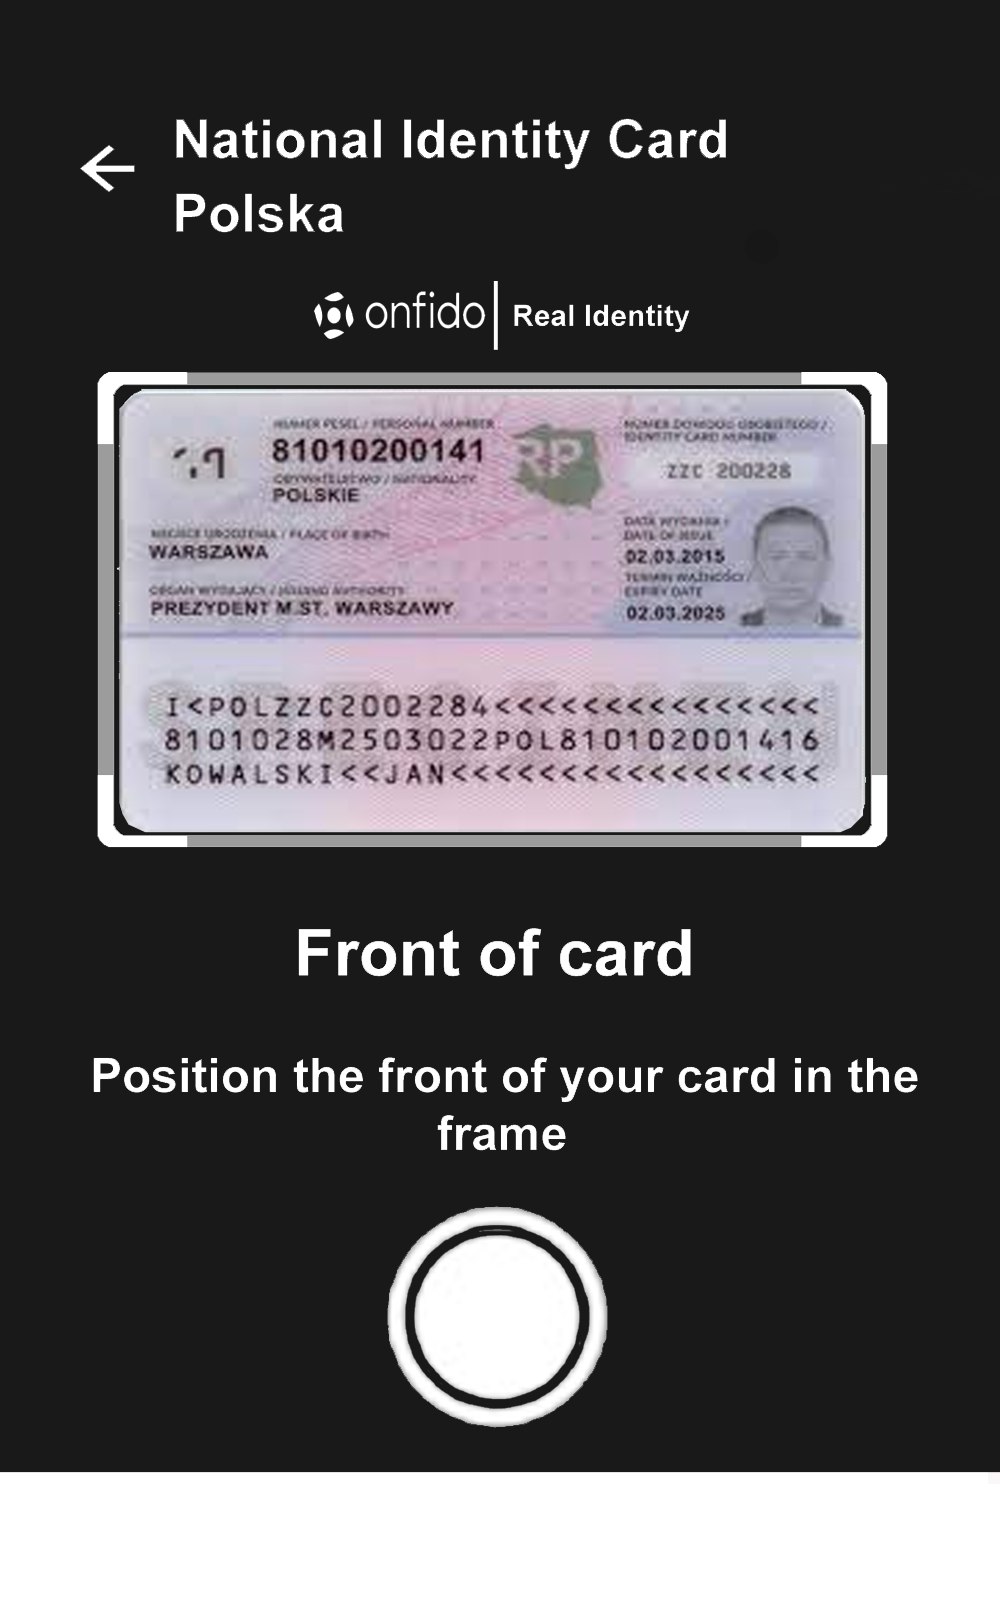 National Identity Card
Polska
onfido | Real Identity
NUMER PESEL / PERSONAL NUMBER
81010200141
OBYWATELSTWO / NATIONALITY
POLSKIE
RP
NUMER DOWODU OSOBISTEGO /
IDENTITY CARD NUMBER
ZZC 200228
MIEJSCE URODZENIA / PLACE OF BIRTH
WARSZAWA
DATA WYDANIA /
DATE OF ISSUE
02.03.2015
ORGAN WYDAJĄCY / ISSUING AUTHORITY
PREZYDENT M.ST. WARSZAWY
TERMIN WAŻNOŚCI /
EXPIRY DATE
02.03.2025
I<POLZZC2002284<<<<<<<<<<<<<<<
8101028M2503022POL810102001416
KOWALSKI<<JAN<<<<<<<<<<<<<<<<<
Front of card
Position the front of your card in the
frame